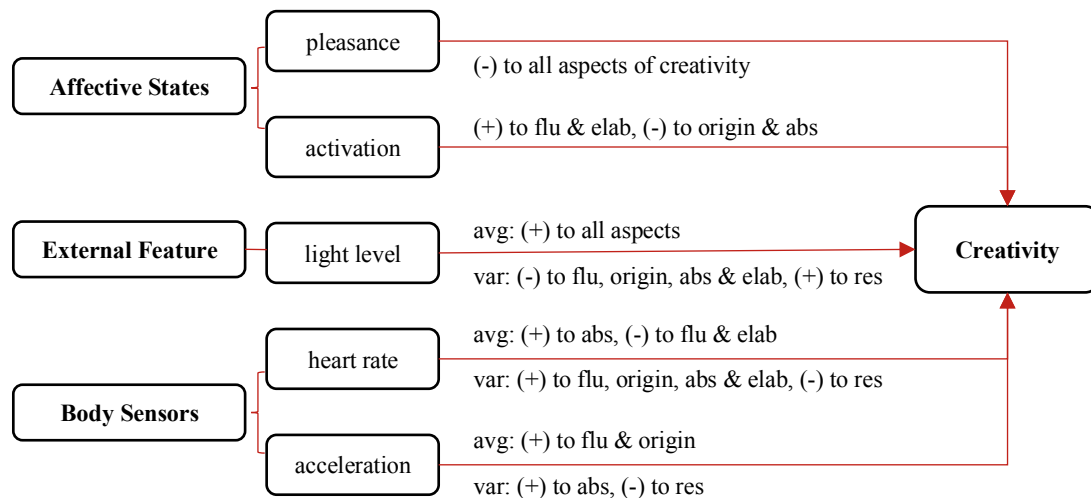 pleasance
(-) to all aspects of creativity
Affective States
(+) to flu & elab, (-) to origin & abs
activation
avg: (+) to all aspects
External Feature
light level
Creativity
var: (-) to flu, origin, abs & elab, (+) to res
avg: (+) to abs, (-) to flu & elab
heart rate
var: (+) to flu, origin, abs & elab, (-) to res
Body Sensors
avg: (+) to flu & origin
acceleration
var: (+) to abs, (-) to res